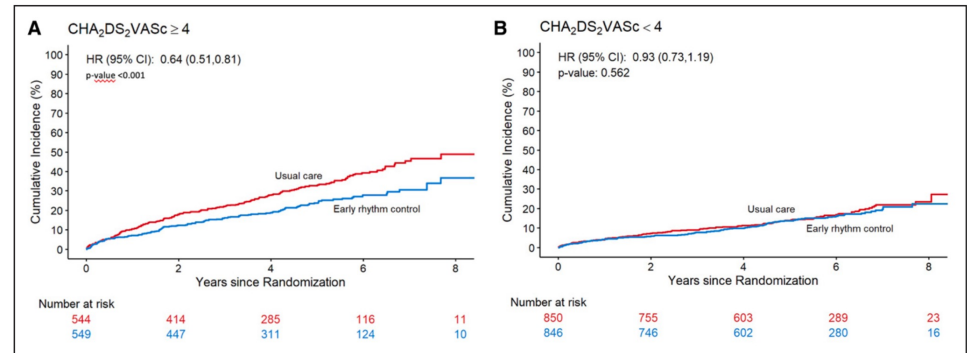 A
CHA₂DS₂VASc ≥ 4
HR (95% CI): 0.64 (0.51,0.81)
p-value <0.001
Cumulative Incidence (%)
100
90
80
70
60
50
40
30
20
10
0
Usual care
Early rhythm control
0 2 4 6 8
Years since Randomization
Number at risk
544 414 285 116 11
549 447 311 124 10
B
CHA₂DS₂VASc < 4
HR (95% CI): 0.93 (0.73,1.19)
p-value: 0.562
Cumulative Incidence (%)
100
90
80
70
60
50
40
30
20
10
0
Usual care
Early rhythm control
0 2 4 6 8
Years since Randomization
Number at risk
850 755 603 289 23
846 746 602 280 16